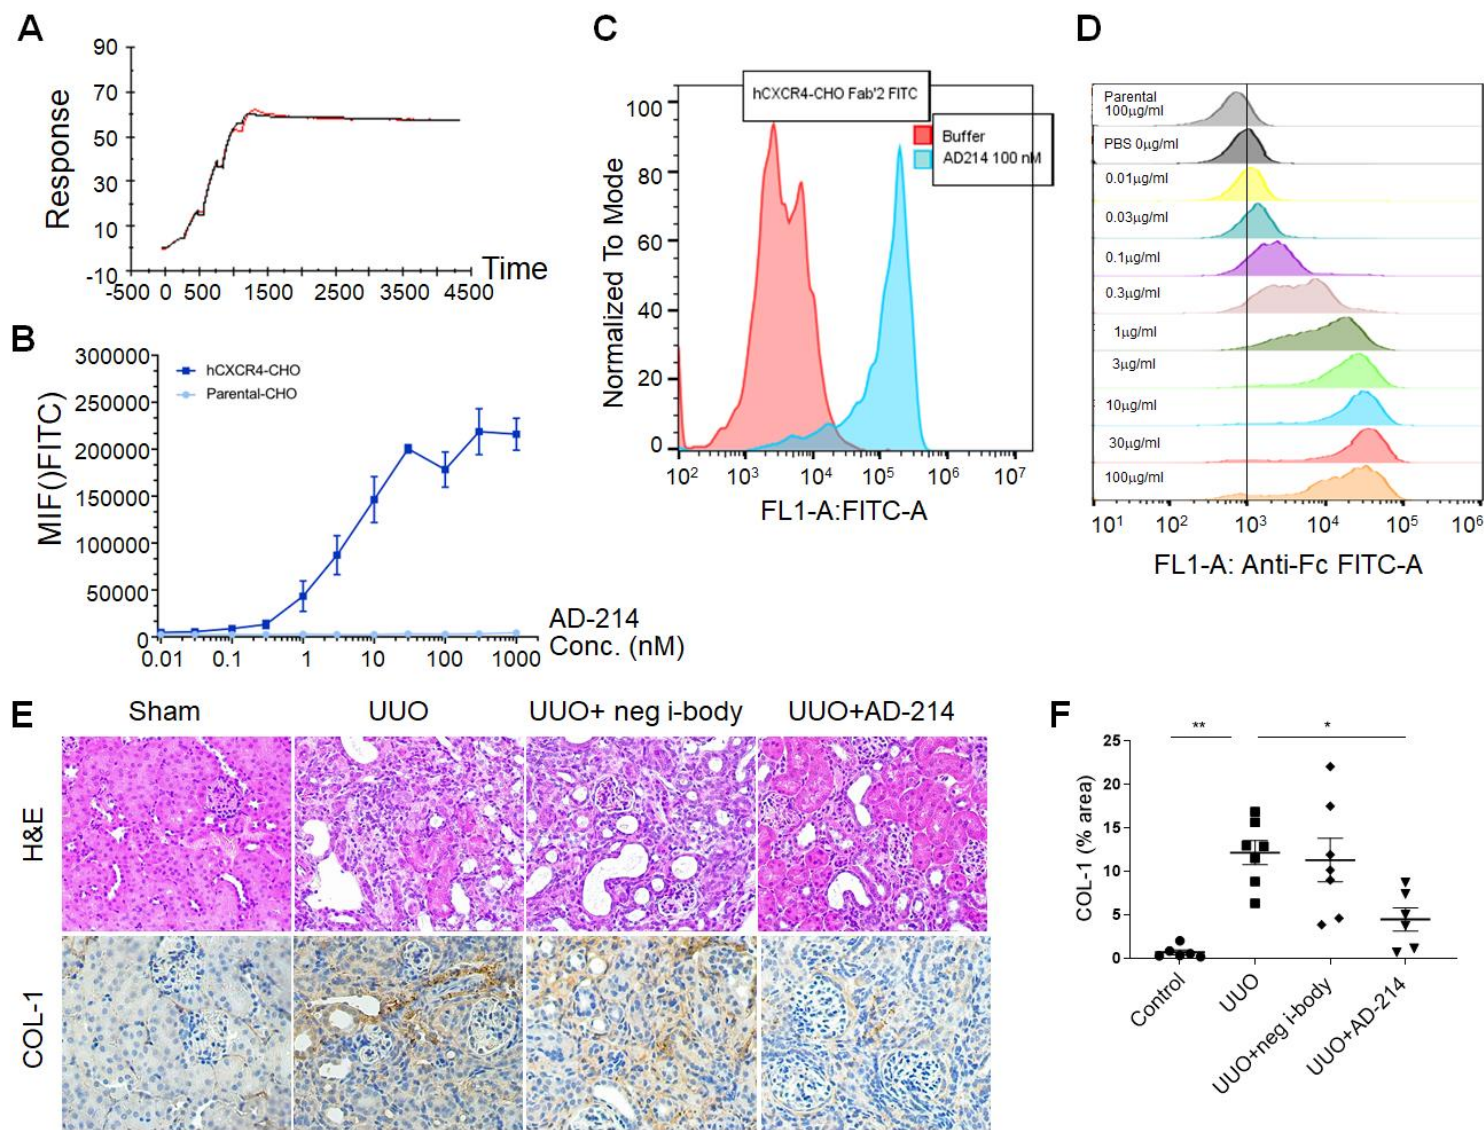 A
90
70
50
30
10
-10
Response
-500 0 500 1500 2500 3500 4500
Time
B
300000
250000
200000
150000
100000
50000
0
MIF()FITC)
hCXCR4-CHO
Parental-CHO
0.01 0.1 1 10 100 1000
AD-214
Conc. (nM)
C
hCXCR4-CHO Fab'2 FITC
Buffer
AD214 100 nM
100
80
60
40
20
0
Normalized To Mode
10² 10³ 10⁴ 10⁵ 10⁶ 10⁷
FL1-A:FITC-A
D
Parental
100µg/ml
PBS 0µg/ml
0.01µg/ml
0.03µg/ml
0.1µg/ml
0.3µg/ml
1µg/ml
3µg/ml
10µg/ml
30µg/ml
100µg/ml
10¹ 10² 10³ 10⁴ 10⁵ 10⁶
FL1-A: Anti-Fc FITC-A
E
Sham UUO UUO+ neg i-body UUO+AD-214
H&E
COL-1
F
** *
25
20
15
10
5
0
COL-1 (% area)
Control
UUO
UUO+neg i-body
UUO+AD-214